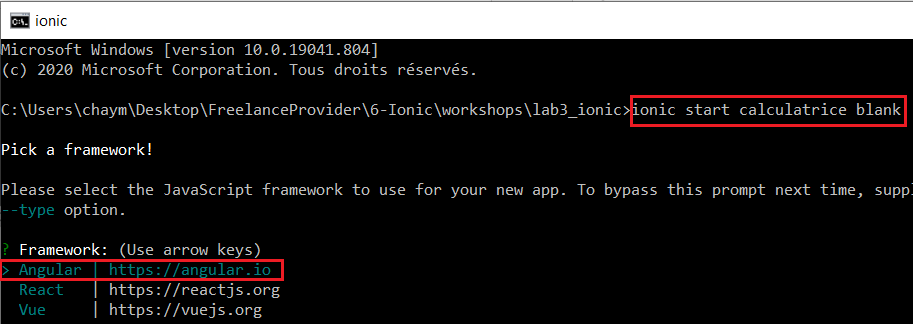 ionic
Microsoft Windows [version 10.0.19041.804]
(c) 2020 Microsoft Corporation. Tous droits réservés.
C:\Users\chaym\Desktop\FreelanceProvider\6-Ionic\workshops\lab3_ionic>ionic start calculatrice blank
Pick a framework!
Please select the JavaScript framework to use for your new app. To bypass this prompt next time, suppl
--type option.
? Framework: (Use arrow keys)
> Angular | https://angular.io
React | https://reactjs.org
Vue | https://vuejs.org